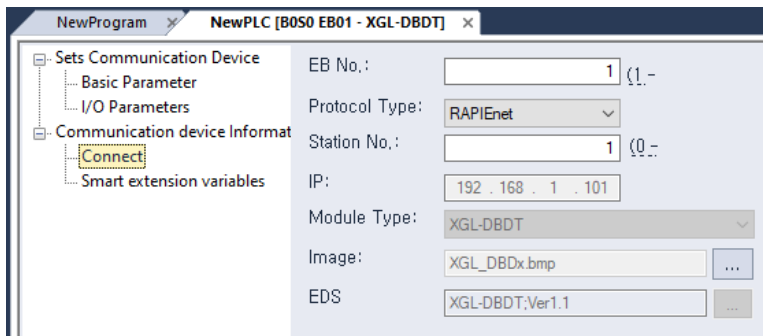 NewProgram ×
NewPLC [B0S0 EB01 - XGL-DBDT] ×
Sets Communication Device
Basic Parameter
I/O Parameters
Communication device Informat
Connect
Smart extension variables
EB No.: 1 (1 -
Protocol Type: RAPIEnet
Station No.: 1 (0 -
IP: 192 . 168 . 1 . 101
Module Type: XGL-DBDT
Image: XGL_DBDx.bmp ...
EDS XGL-DBDT;Ver1.1 ...